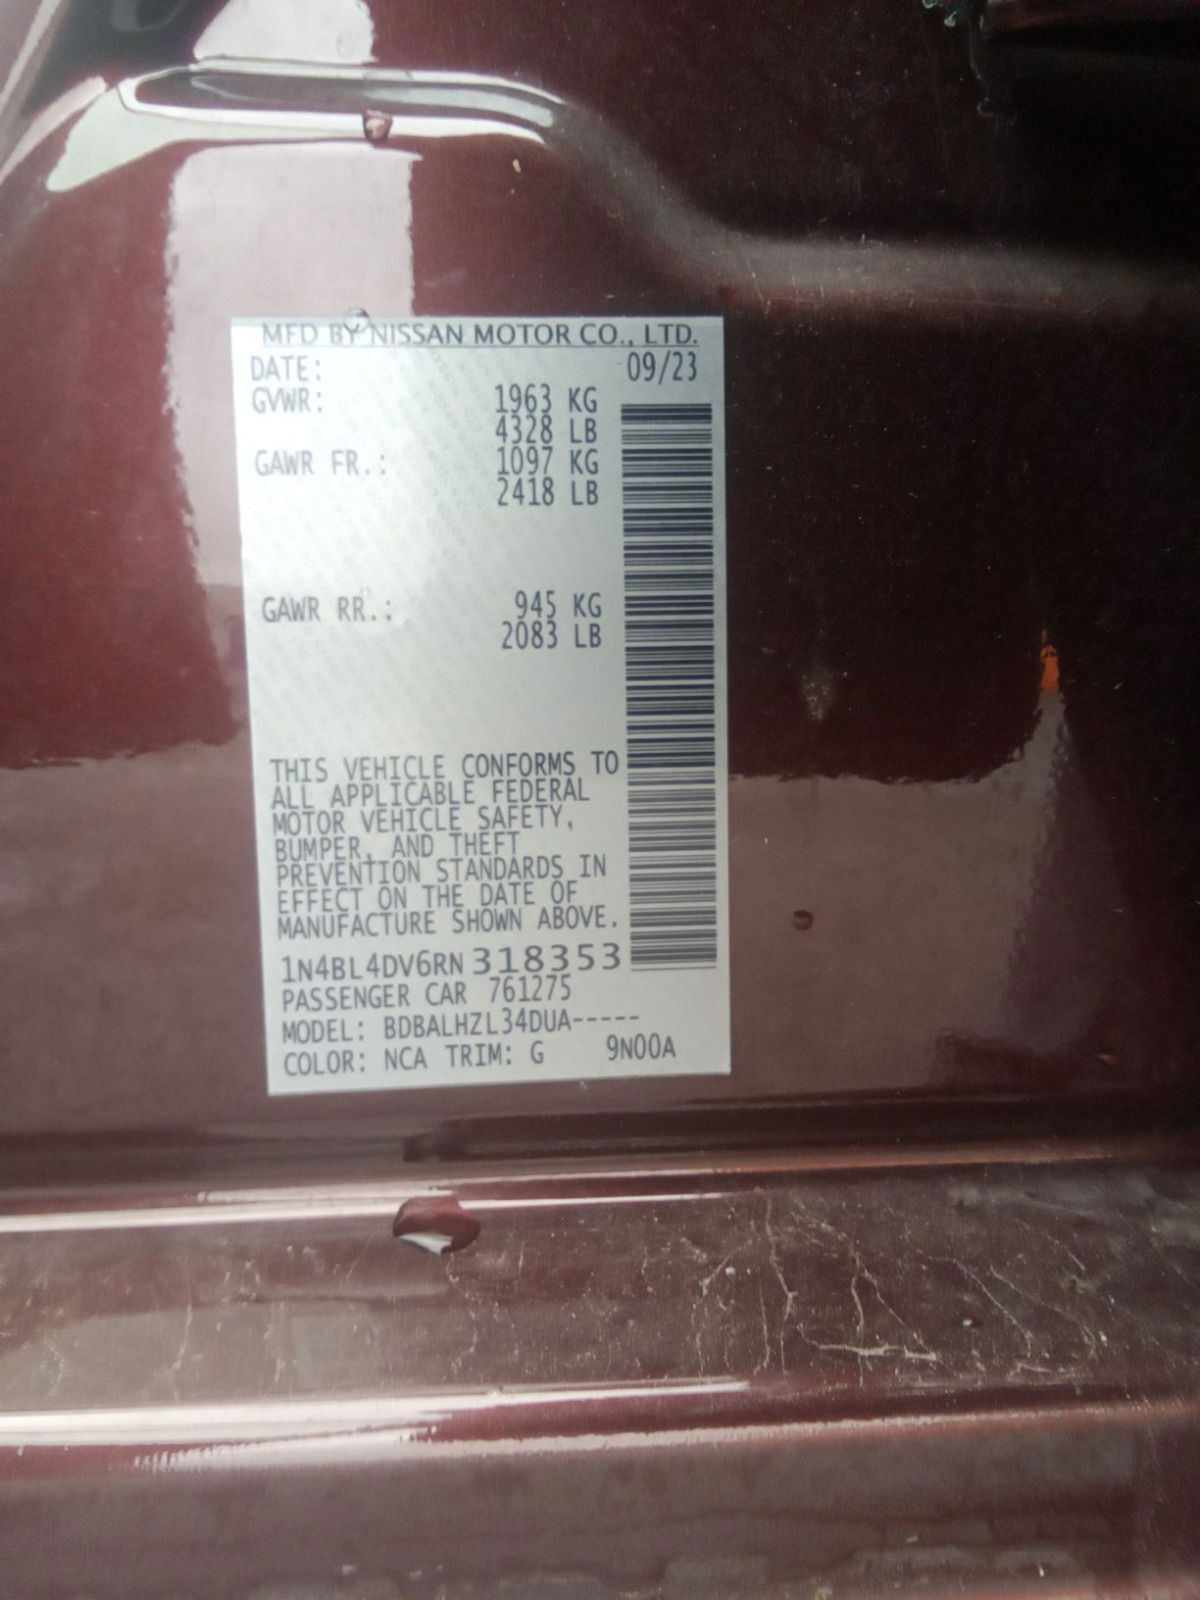 MFD BY NISSAN MOTOR CO., LTD.
DATE: 09/23
GVWR: 1963 KG
4328 LB
GAWR FR.: 1097 KG
2418 LB
GAWR RR.: 945 KG
2083 LB
THIS VEHICLE CONFORMS TO
ALL APPLICABLE FEDERAL
MOTOR VEHICLE SAFETY,
BUMPER, AND THEFT
PREVENTION STANDARDS IN
EFFECT ON THE DATE OF
MANUFACTURE SHOWN ABOVE.
1N4BL4DV6RN318353
PASSENGER CAR 761275
MODEL: BDBALHZL34DUA-----
COLOR: NCA TRIM: G 9N00A